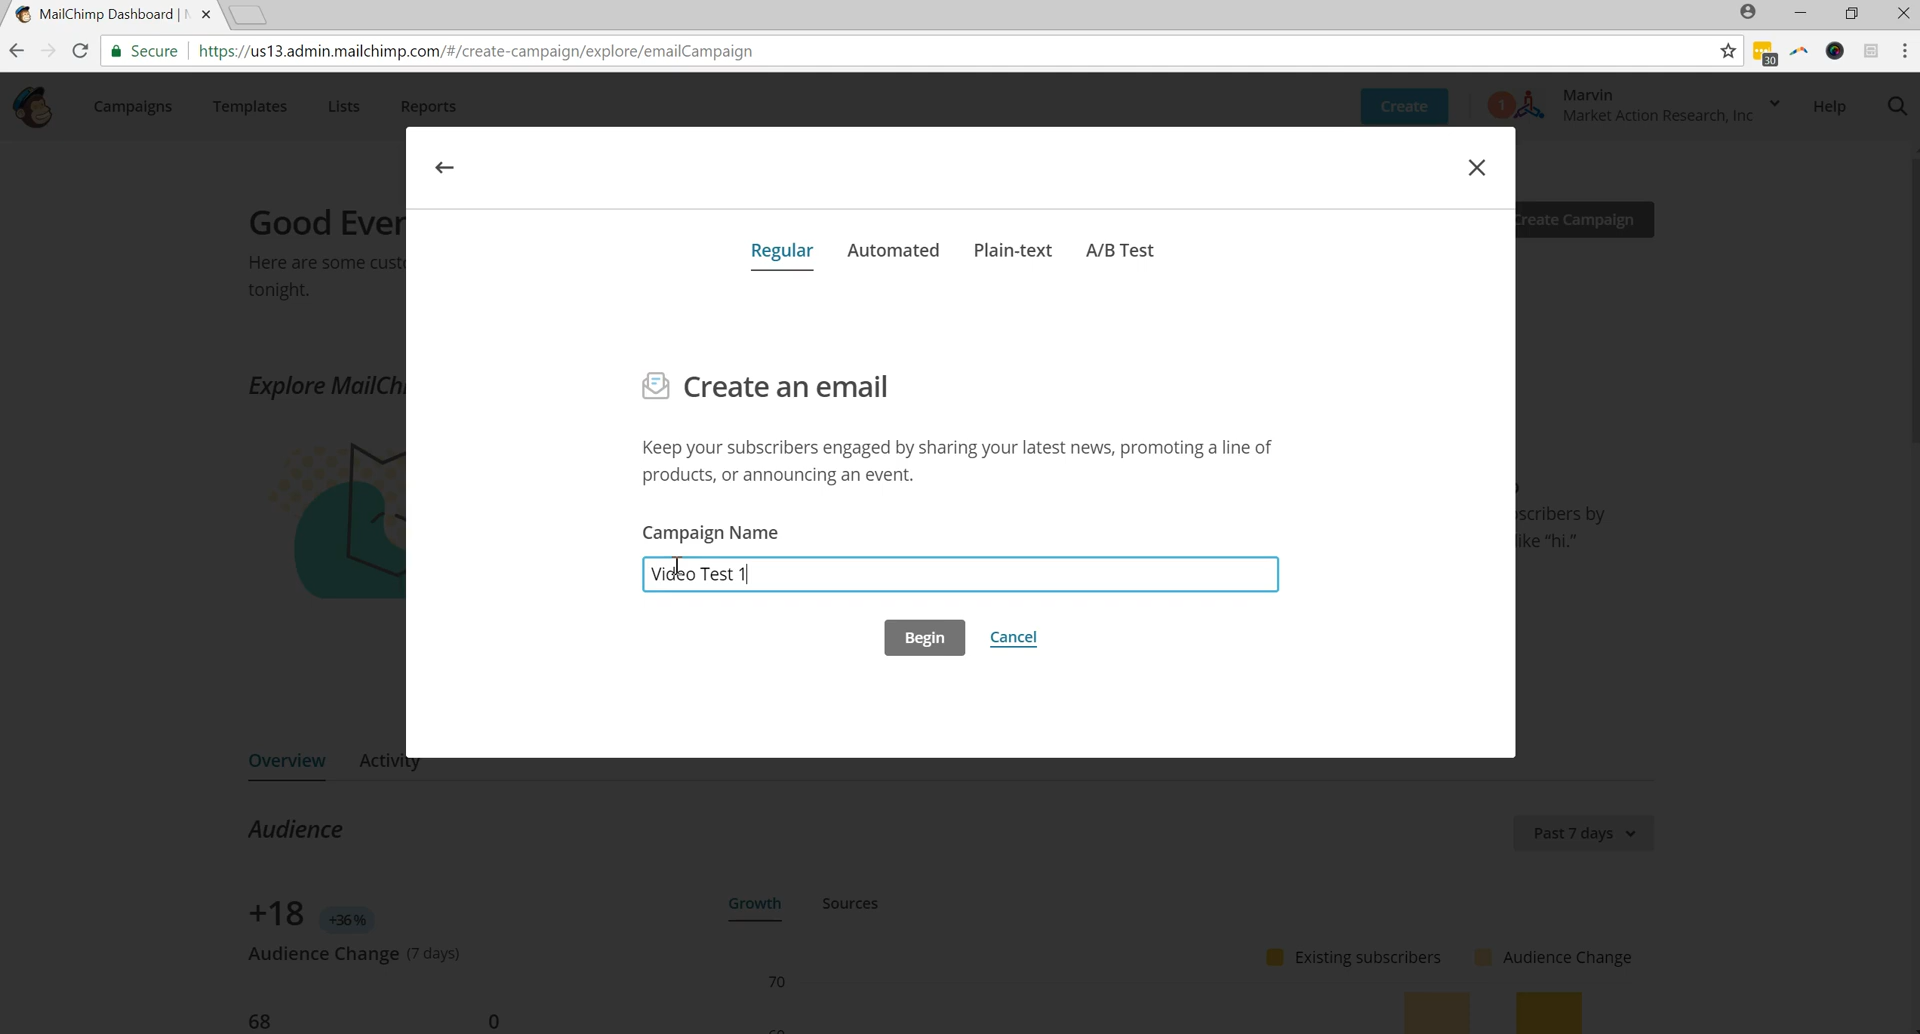 MailChimp Dashboard |
Secure https://us13.admin.mailchimp.com/#/create-campaign/explore/emailCampaign
30
Campaigns Templates Lists Reports Create 1 Marvin Help
Market Action Research, Inc
Good Ever
Create Campaign
Here are some custo
tonight.
Regular Automated Plain-text A/B Test
Explore MailChi
Create an email
Keep your subscribers engaged by sharing your latest news, promoting a line of
products, or announcing an event.
scribers by
like “hi.”
Campaign Name
Video Test 1
Begin Cancel
Overview Activity
Audience
Past 7 days
+18 +36%
Audience Change (7 days)
68 0
Growth Sources
Existing subscribers Audience Change
70